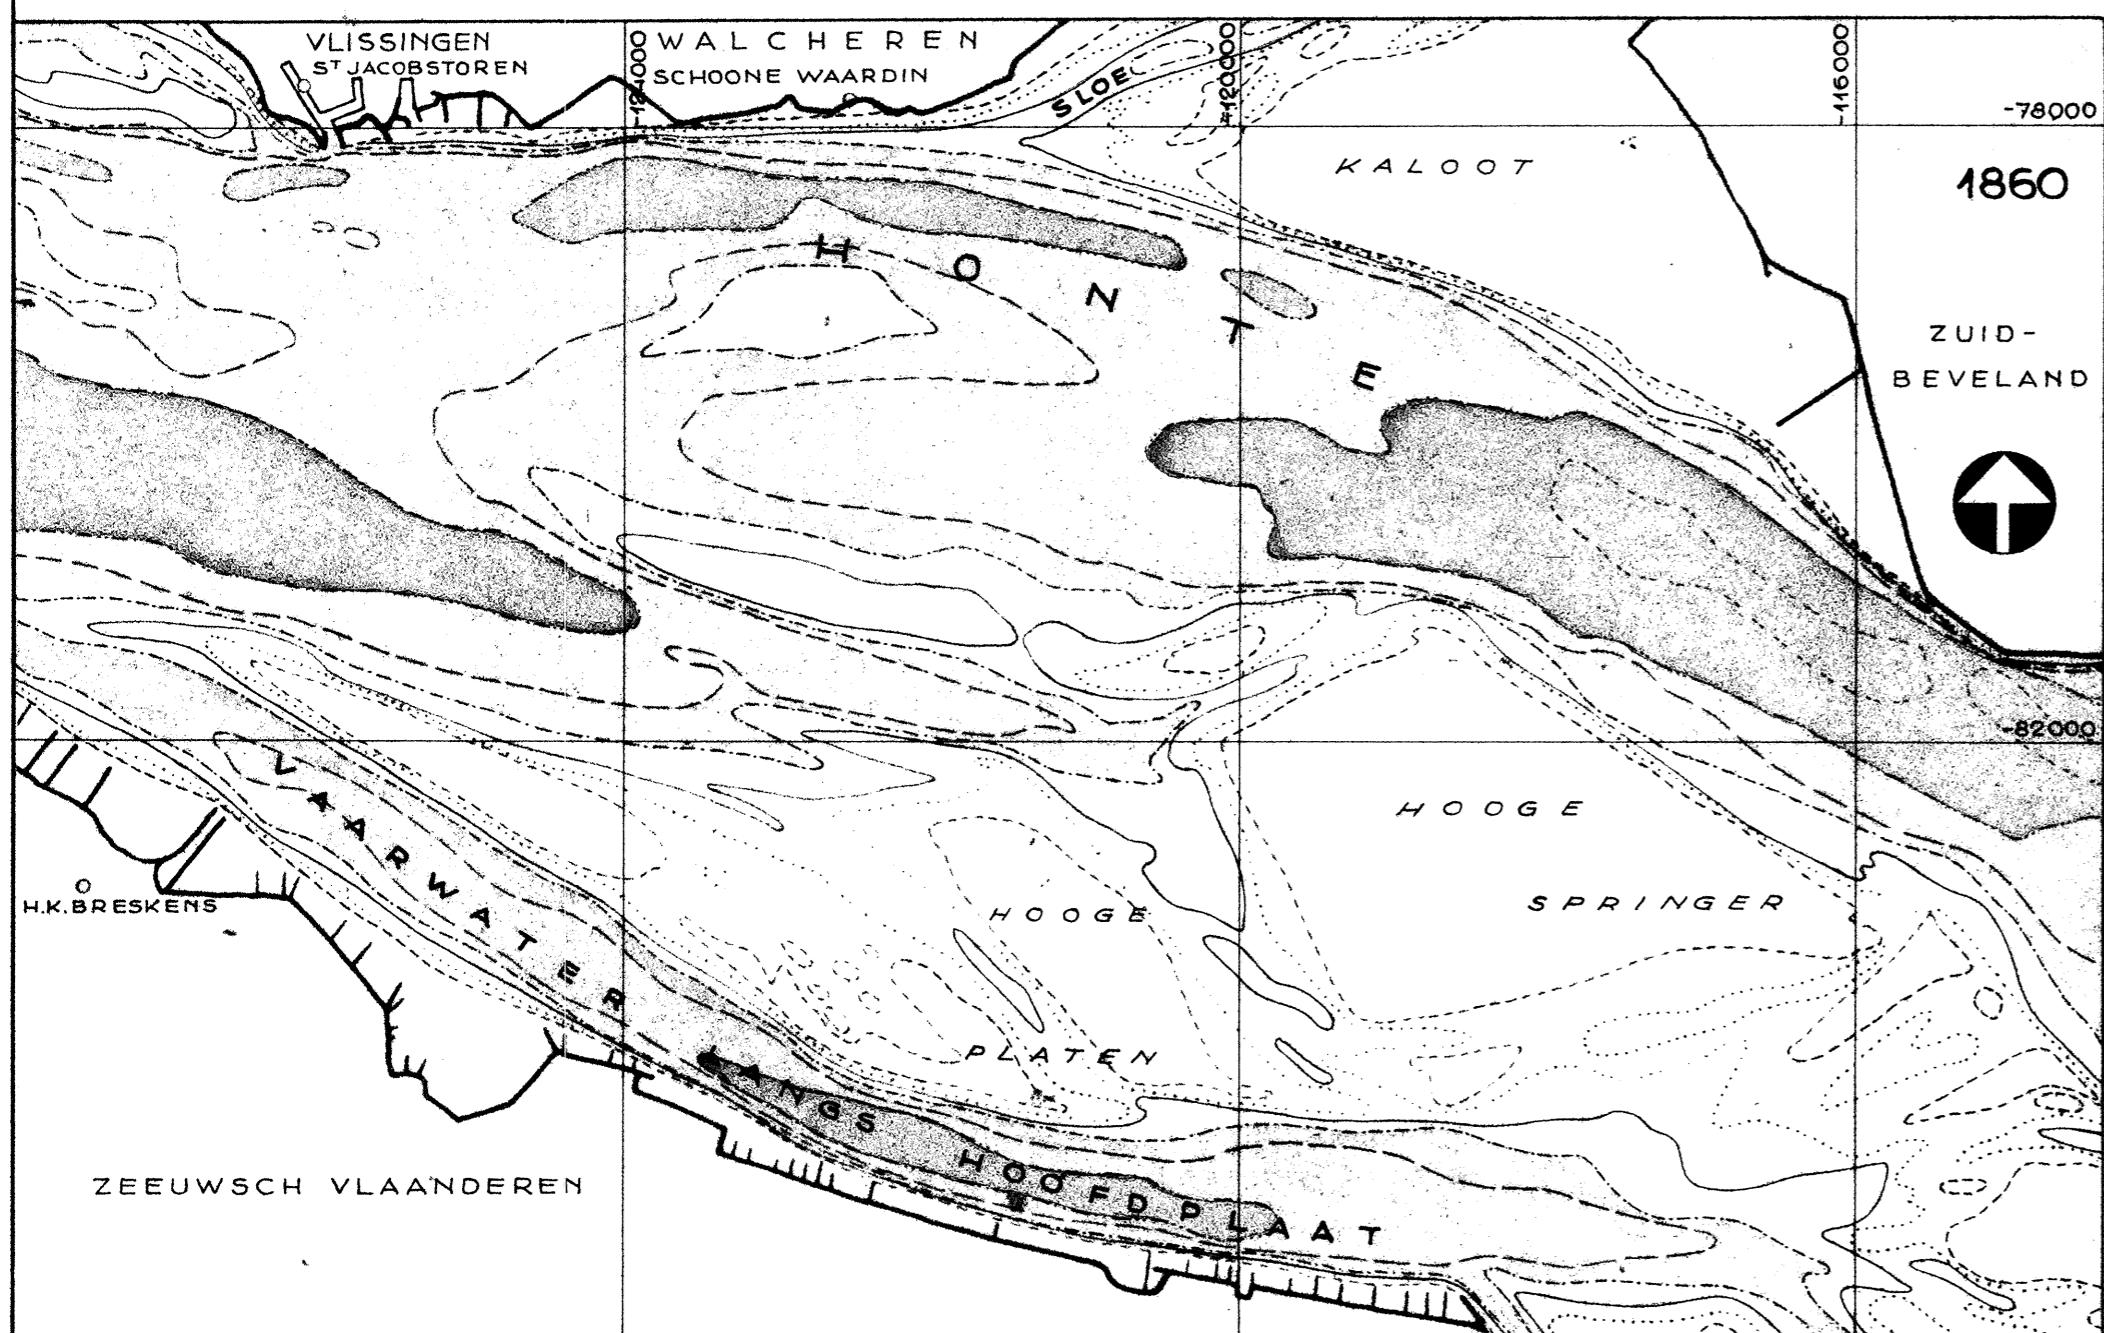 VLISSINGEN
ST JACOBSTOREN
-124000
WALCHEREN
SCHOONE WAARDIN
SLOE
-120000
-116000
-78000
KALOOT
1860
HONTE
ZUID-
BEVELAND
-82000
VAARWATER
HOOGE
SPRINGER
H.K. BRESKENS
HOOGE
PLATEN
LANGS HOOFDPLAAT
ZEEUWSCH VLAANDEREN